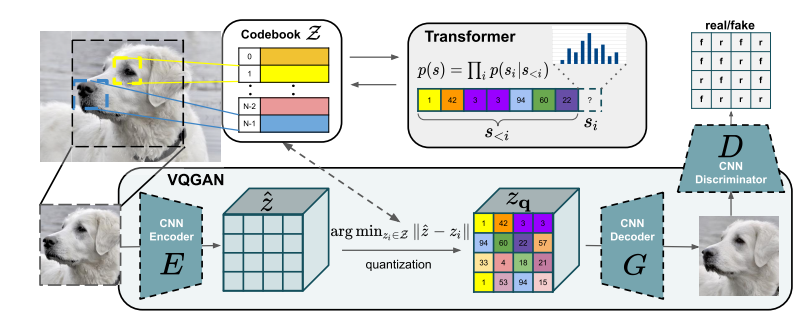 real/fake
f r f r
f r f r
f r f r
f r f r
Codebook 𝒵
0
1
: :
N-2
N-1
Transformer
p(s) = ∏ᵢ p(sᵢ|s<ᵢ)
1 42 3 3 94 60 22 ?
s<ᵢ sᵢ
D
CNN
Discriminator
VQGAN
CNN
Encoder
E
ẑ
arg min_{zᵢ∈𝒵} ‖ẑ − zᵢ‖
quantization
z_q
1 42 3 3
94 60 22 57
33 4 18 21
1 53 94 15
CNN
Decoder
G